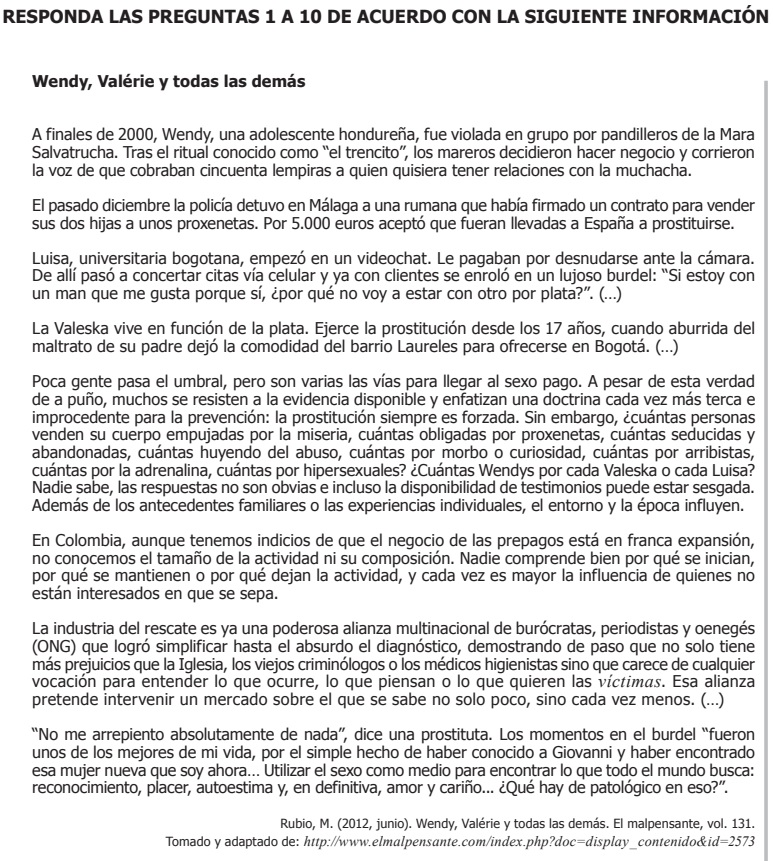 RESPONDA LAS PREGUNTAS 1 A 10 DE ACUERDO CON LA SIGUIENTE INFORMACIÓN
Wendy, Valérie y todas las demás
A finales de 2000, Wendy, una adolescente hondureña, fue violada en grupo por pandilleros de la Mara
Salvatrucha. Tras el ritual conocido como “el trencito”, los mareros decidieron hacer negocio y corrieron
la voz de que cobraban cincuenta lempiras a quien quisiera tener relaciones con la muchacha.
El pasado diciembre la policía detuvo en Málaga a una rumana que había firmado un contrato para vender
sus dos hijas a unos proxenetas. Por 5.000 euros aceptó que fueran llevadas a España a prostituirse.
Luisa, universitaria bogotana, empezó en un videochat. Le pagaban por desnudarse ante la cámara.
De allí pasó a concertar citas vía celular y ya con clientes se enroló en un lujoso burdel: “Si estoy con
un man que me gusta porque sí, ¿por qué no voy a estar con otro por plata?”. (…)
La Valeska vive en función de la plata. Ejerce la prostitución desde los 17 años, cuando aburrida del
maltrato de su padre dejó la comodidad del barrio Laureles para ofrecerse en Bogotá. (…)
Poca gente pasa el umbral, pero son varias las vías para llegar al sexo pago. A pesar de esta verdad
de a puño, muchos se resisten a la evidencia disponible y enfatizan una doctrina cada vez más terca e
improcedente para la prevención: la prostitución siempre es forzada. Sin embargo, ¿cuántas personas
venden su cuerpo empujadas por la miseria, cuántas obligadas por proxenetas, cuántas seducidas y
abandonadas, cuántas huyendo del abuso, cuántas por morbo o curiosidad, cuántas por arribistas,
cuántas por la adrenalina, cuántas por hipersexuales? ¿Cuántas Wendys por cada Valeska o cada Luisa?
Nadie sabe, las respuestas no son obvias e incluso la disponibilidad de testimonios puede estar sesgada.
Además de los antecedentes familiares o las experiencias individuales, el entorno y la época influyen.
En Colombia, aunque tenemos indicios de que el negocio de las prepagos está en franca expansión,
no conocemos el tamaño de la actividad ni su composición. Nadie comprende bien por qué se inician,
por qué se mantienen o por qué dejan la actividad, y cada vez es mayor la influencia de quienes no
están interesados en que se sepa.
La industria del rescate es ya una poderosa alianza multinacional de burócratas, periodistas y oenegés
(ONG) que logró simplificar hasta el absurdo el diagnóstico, demostrando de paso que no solo tiene
más prejuicios que la Iglesia, los viejos criminólogos o los médicos higienistas sino que carece de cualquier
vocación para entender lo que ocurre, lo que piensan o lo que quieren las víctimas. Esa alianza
pretende intervenir un mercado sobre el que se sabe no solo poco, sino cada vez menos. (…)
“No me arrepiento absolutamente de nada”, dice una prostituta. Los momentos en el burdel “fueron
unos de los mejores de mi vida, por el simple hecho de haber conocido a Giovanni y haber encontrado
esa mujer nueva que soy ahora… Utilizar el sexo como medio para encontrar lo que todo el mundo busca:
reconocimiento, placer, autoestima y, en definitiva, amor y cariño... ¿Qué hay de patológico en eso?”.
Rubio, M. (2012, junio). Wendy, Valérie y todas las demás. El malpensante, vol. 131.
Tomado y adaptado de: http://www.elmalpensante.com/index.php?doc=display_contenido&id=2573